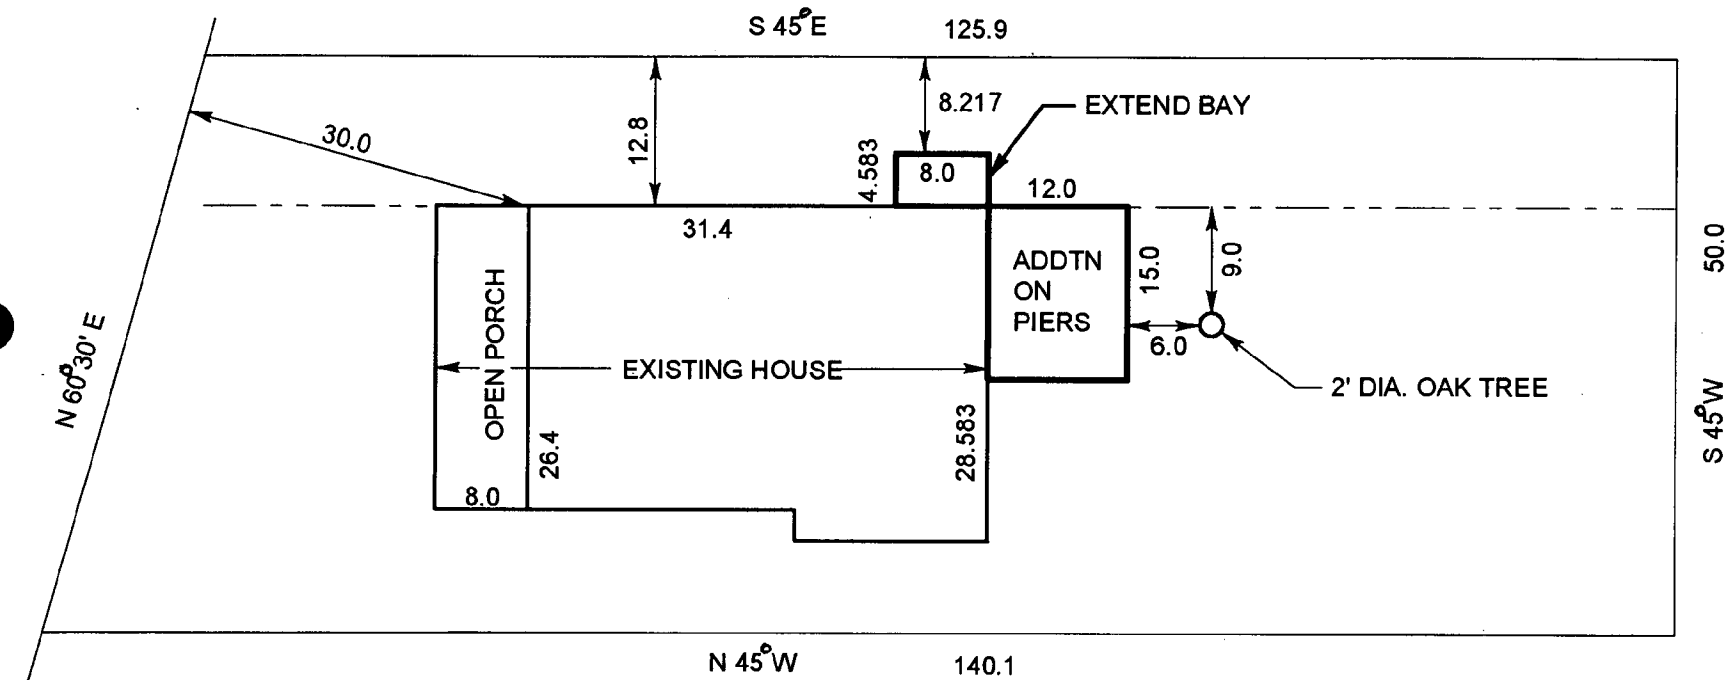 S 45°E 125.9
8.217
EXTEND BAY
30.0
12.8
4.583
8.0
12.0
31.4
50.0
ADDTN
ON
PIERS
15.0
9.0
6.0
N 60°30' E
OPEN PORCH
EXISTING HOUSE
2' DIA. OAK TREE
S 45°W
26.4
28.583
8.0
N 45°W 140.1